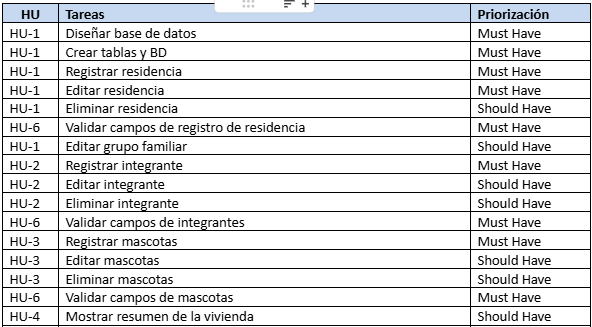 HU Tareas Priorización
HU-1 Diseñar base de datos Must Have
HU-1 Crear tablas y BD Must Have
HU-1 Registrar residencia Must Have
HU-1 Editar residencia Must Have
HU-1 Eliminar residencia Should Have
HU-6 Validar campos de registro de residencia Must Have
HU-1 Editar grupo familiar Should Have
HU-2 Registrar integrante Must Have
HU-2 Editar integrante Should Have
HU-2 Eliminar integrante Should Have
HU-6 Validar campos de integrantes Must Have
HU-3 Registrar mascotas Must Have
HU-3 Editar mascotas Should Have
HU-3 Eliminar mascotas Should Have
HU-6 Validar campos de mascotas Must Have
HU-4 Mostrar resumen de la vivienda Should Have